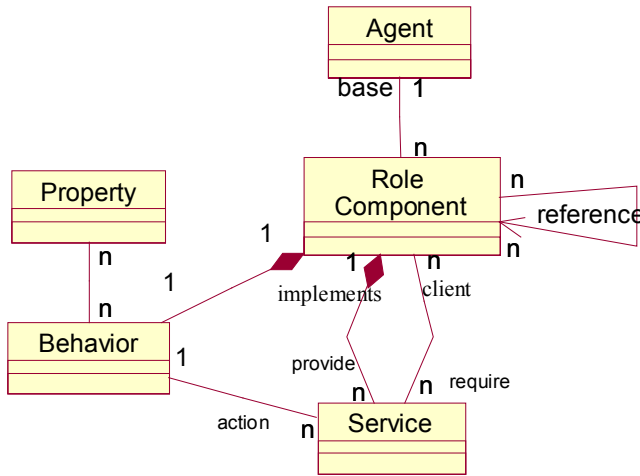 Agent
base 1
n
Role
Component
n
reference
n
Property
n
1
1
1
n
implements
client
n
Behavior
1
provide
n
n
require
action
n
Service